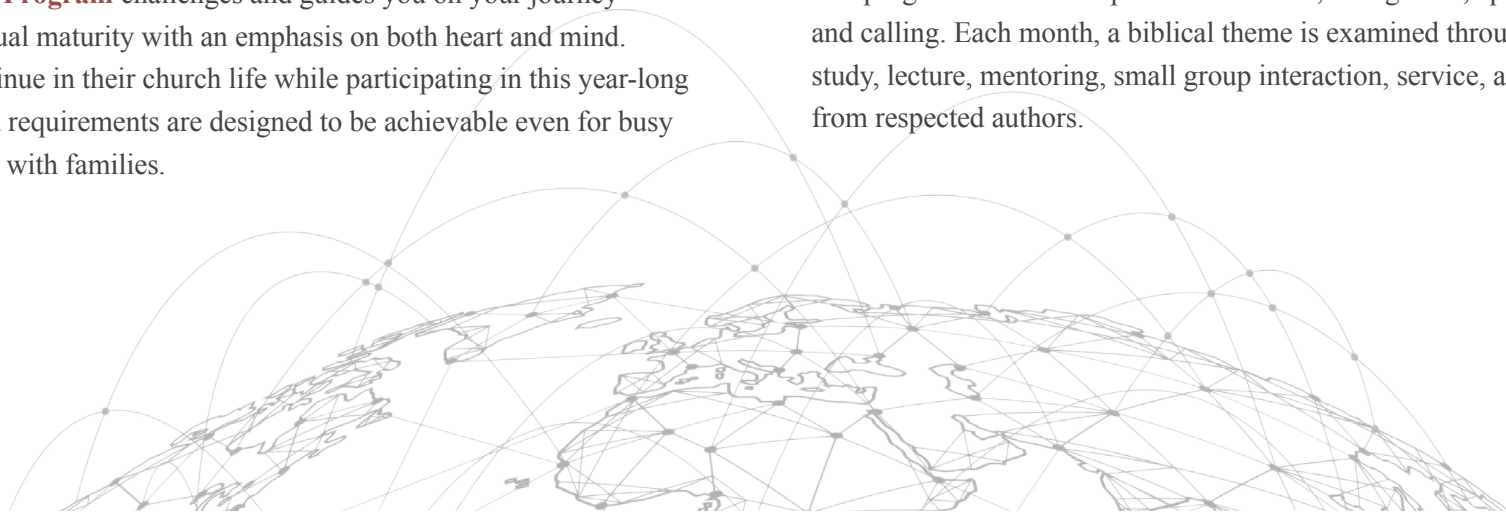 Program challenges and guides you on your journey
ual maturity with an emphasis on both heart and mind.
inue in their church life while participating in this year-long
requirements are designed to be achievable even for busy
with families.
and calling. Each month, a biblical theme is examined throu
study, lecture, mentoring, small group interaction, service, a
from respected authors.